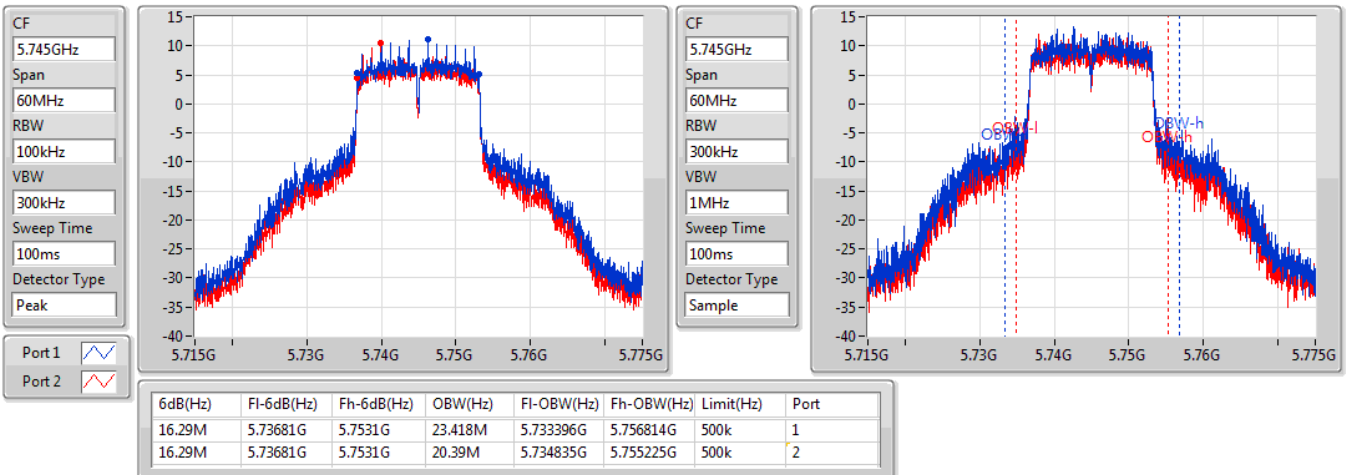 CF
5.745GHz
Span
60MHz
RBW
100kHz
VBW
300kHz
Sweep Time
100ms
Detector Type
Peak
Port 1
Port 2
15
10
5
0
-5
-10
-15
-20
-25
-30
-35
-40
5.715G 5.73G 5.74G 5.75G 5.76G 5.775G
CF
5.745GHz
Span
60MHz
RBW
300kHz
VBW
1MHz
Sweep Time
100ms
Detector Type
Sample
15
10
5
0
-5
-10
-15
-20
-25
-30
-35
-40
OBW-l
OBW-h
OBW-h
5.715G 5.73G 5.74G 5.75G 5.76G 5.775G
6dB(Hz) Fl-6dB(Hz) Fh-6dB(Hz) OBW(Hz) Fl-OBW(Hz) Fh-OBW(Hz) Limit(Hz) Port
16.29M 5.73681G 5.7531G 23.418M 5.733396G 5.756814G 500k 1
16.29M 5.73681G 5.7531G 20.39M 5.734835G 5.755225G 500k 2